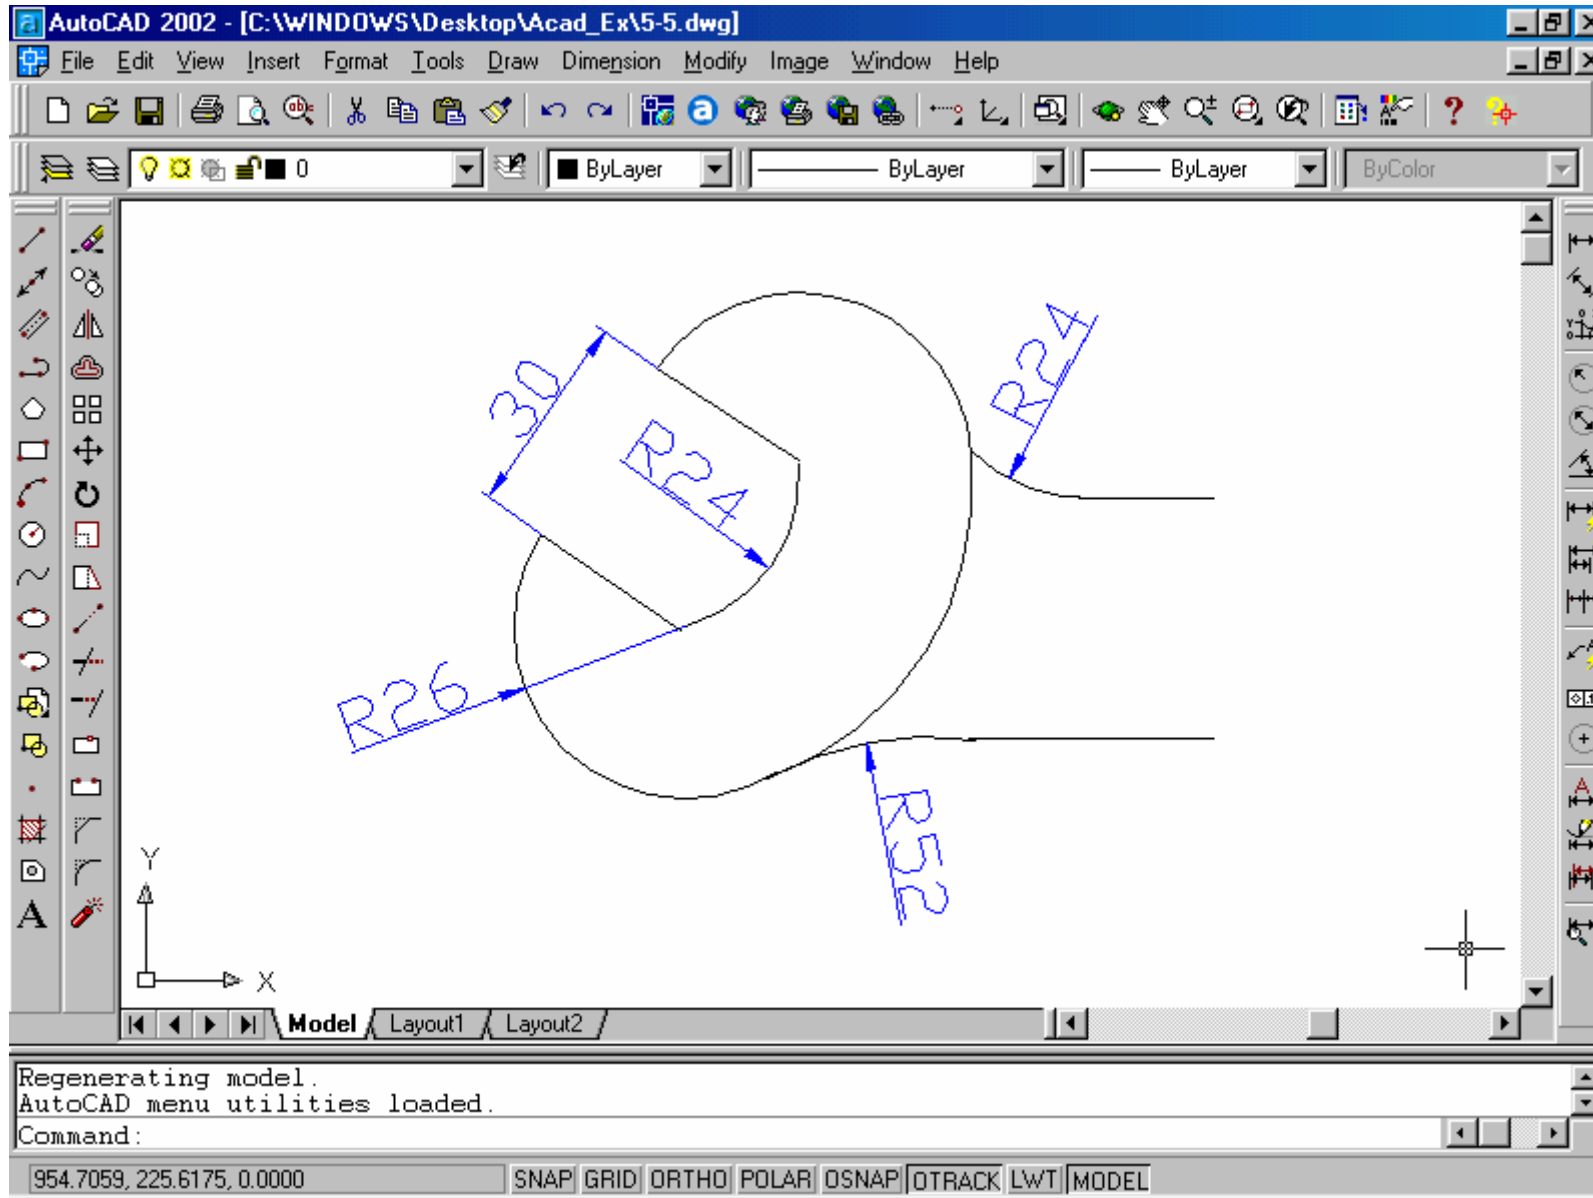 AutoCAD 2002 - [C:\WINDOWS\Desktop\Acad_Ex\5-5.dwg]
File Edit View Insert Format Tools Draw Dimension Modify Image Window Help
0 ByLayer ByLayer ByLayer ByColor
30
R24
R24
R26
R52
Y
X
A
Model Layout1 Layout2
Regenerating model.
AutoCAD menu utilities loaded.
Command:
954.7059, 225.6175, 0.0000 SNAP GRID ORTHO POLAR OSNAP OTRACK LWT MODEL